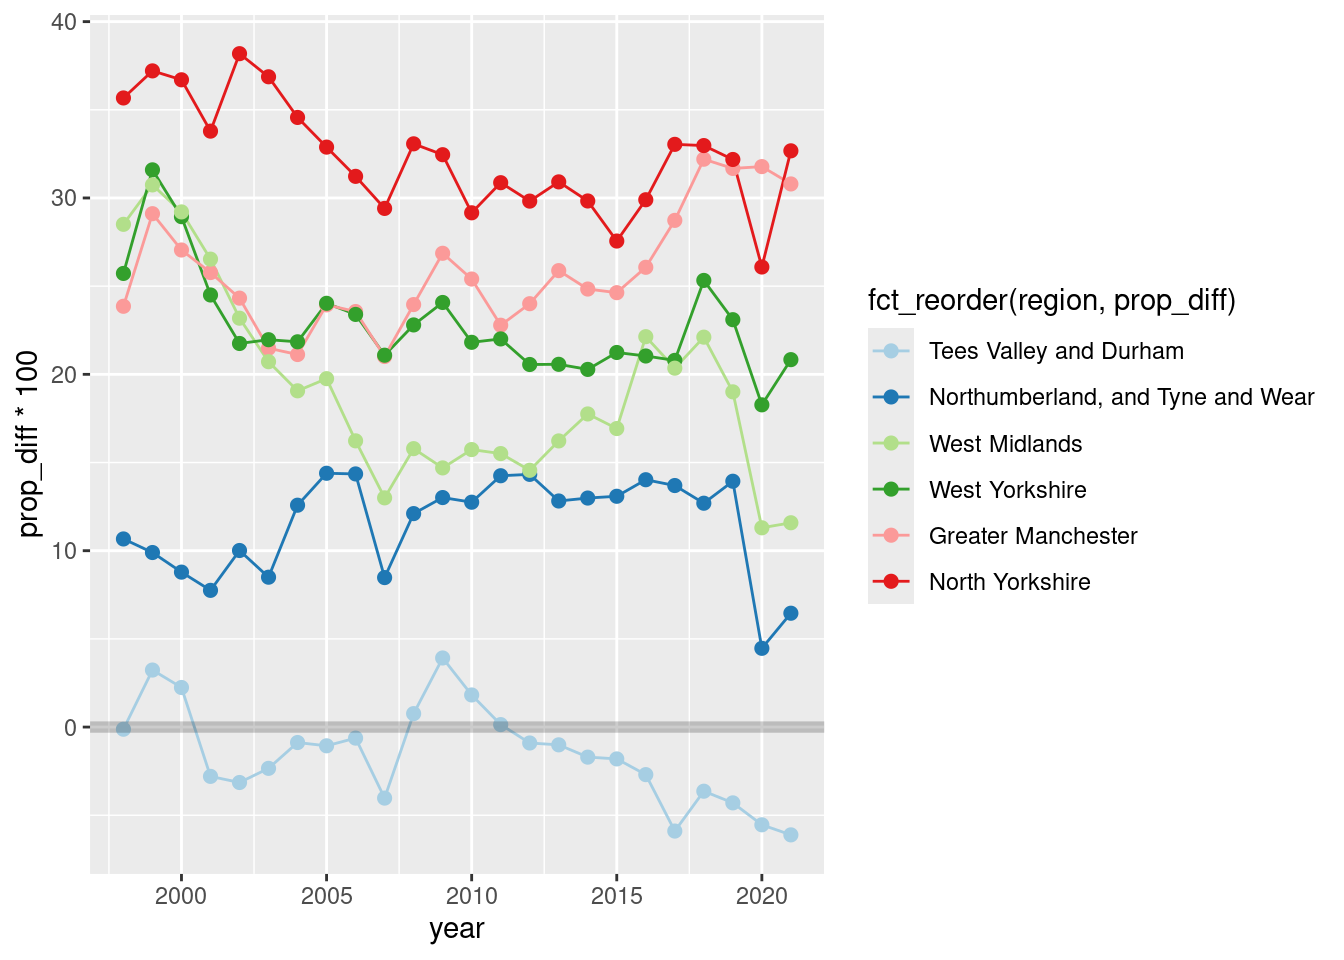 40
30
20
10
0
prop_diff * 100
2000 2005 2010 2015 2020
year
fct_reorder(region, prop_diff)
Tees Valley and Durham
Northumberland, and Tyne and Wear
West Midlands
West Yorkshire
Greater Manchester
North Yorkshire